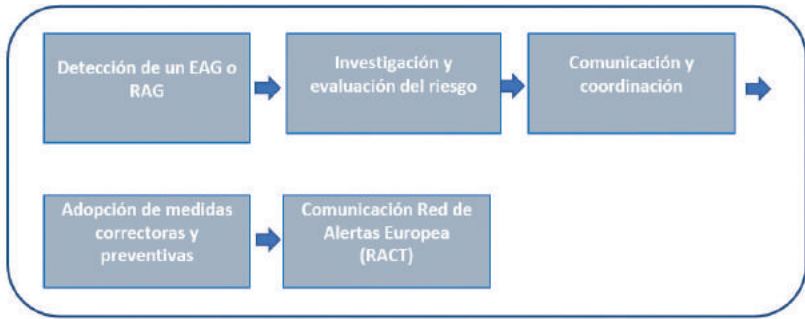 Detección de un EAG o
RAG
Investigación y
evaluación del riesgo
Comunicación y
coordinación
Adopción de medidas
correctoras y
preventivas
Comunicación Red de
Alertas Europea
(RACT)